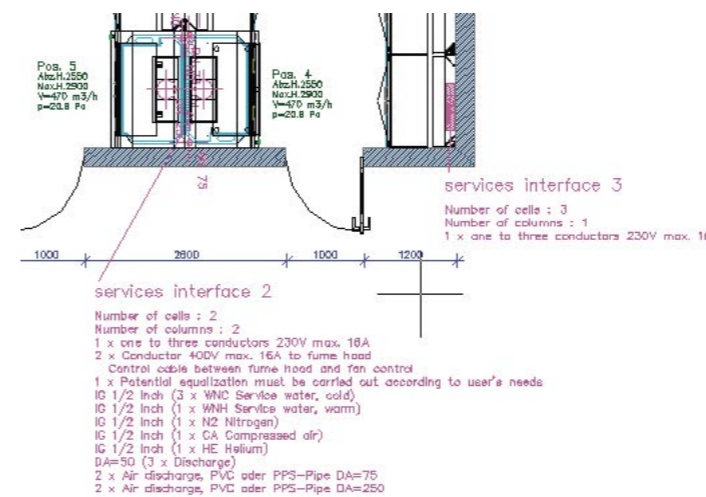 Pos. 5
Abz.H.2550
Max.H.2900
V=470 m3/h
p=20.8 Pa
Pos. 4
Abz.H.2550
Max.H.2900
V=470 m3/h
p=20.8 Pa
75
services interface 3
Number of cells : 3
Number of columns : 1
1 x one to three conductors 230V max. 16
1000
2800
1000
1200
services interface 2
Number of cells : 2
Number of columns : 2
1 x one to three conductors 230V max. 16A
2 x Conductor 400V max. 16A to fume hood
Control cable between fume hood and fan control
1 x Potential equalization must be carried out according to user's needs
IG 1/2 Inch (3 x WNC Service water, cold)
IG 1/2 Inch (1 x WNH Service water, warm)
IG 1/2 Inch (1 x N2 Nitrogen)
IG 1/2 Inch (1 x CA Compressed air)
IG 1/2 Inch (1 x HE Helium)
DA=50 (3 x Discharge)
2 x Air discharge, PVC oder PPS-Pipe DA=75
2 x Air discharge, PVC oder PPS-Pipe DA=250